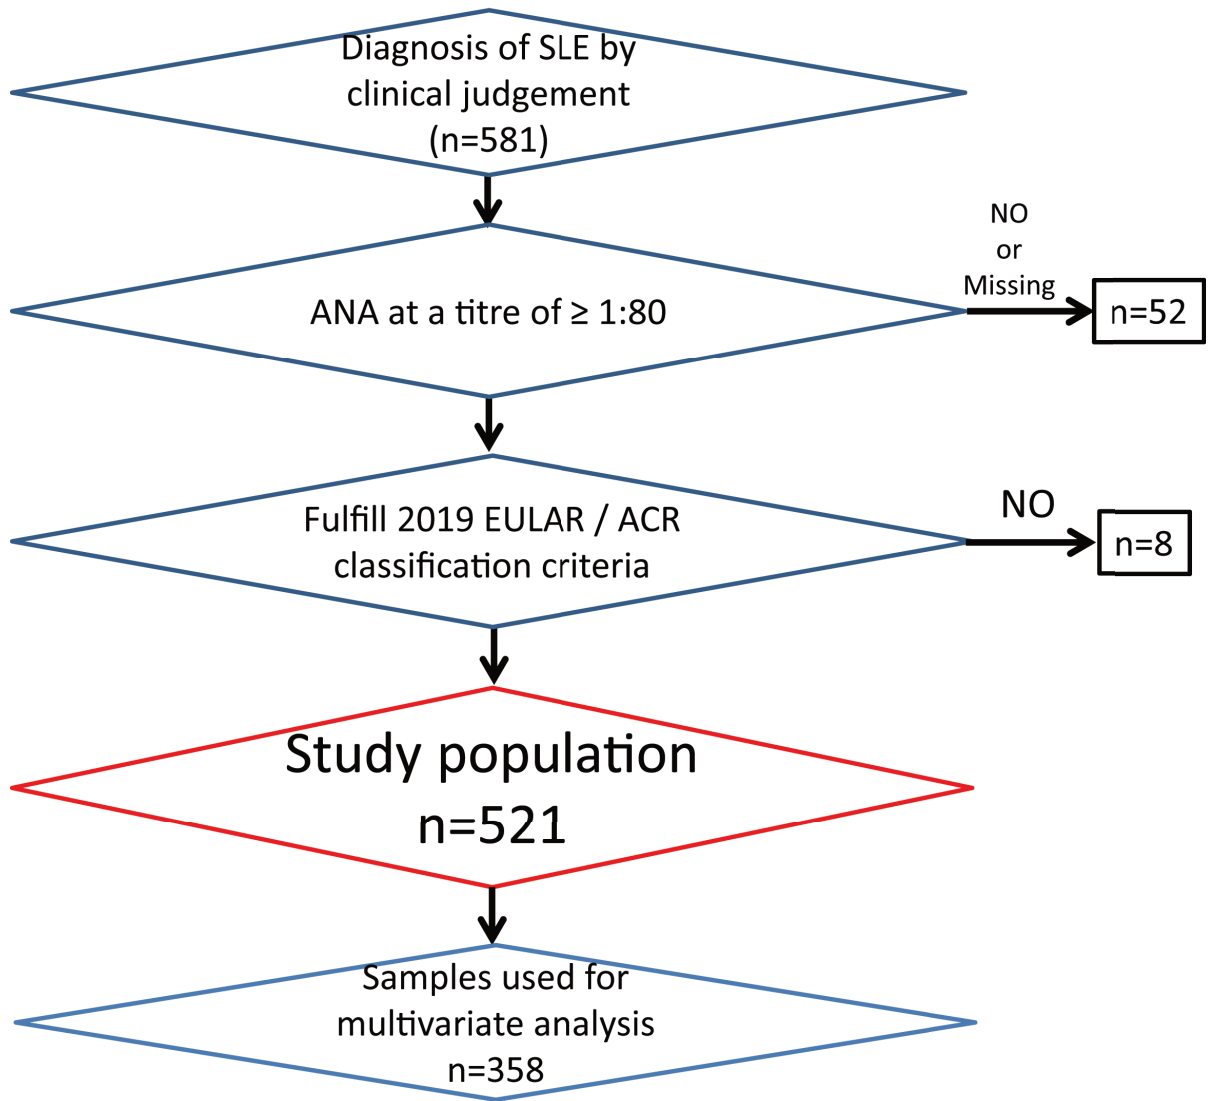 Diagnosis of SLE by
clinical judgement
(n=581)
NO
or
Missing
ANA at a titre of ≥ 1:80
n=52
Fulfill 2019 EULAR / ACR
classification criteria
NO
n=8
Study population
n=521
Samples used for
multivariate analysis
n=358